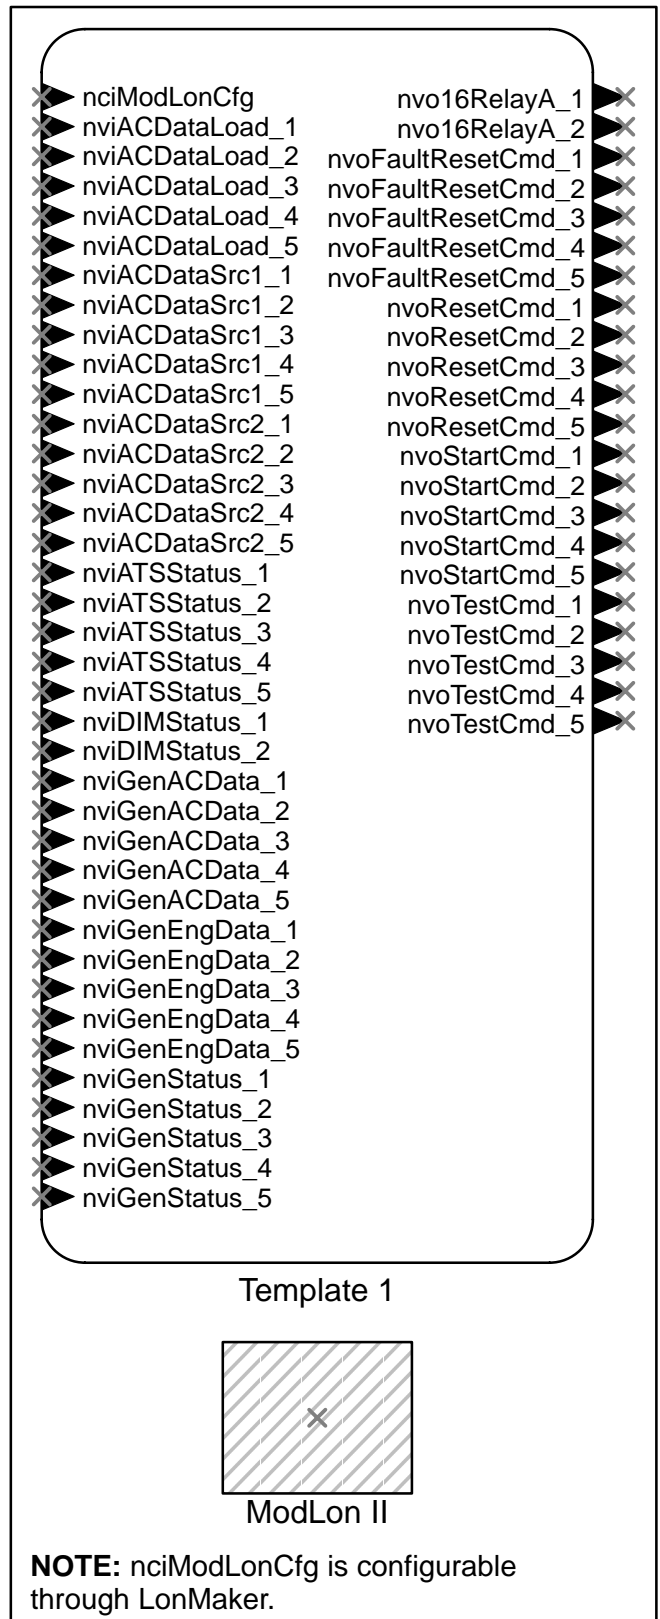 nciModLonCfg
nviACDataLoad_1
nviACDataLoad_2
nviACDataLoad_3
nviACDataLoad_4
nviACDataLoad_5
nviACDataSrc1_1
nviACDataSrc1_2
nviACDataSrc1_3
nviACDataSrc1_4
nviACDataSrc1_5
nviACDataSrc2_1
nviACDataSrc2_2
nviACDataSrc2_3
nviACDataSrc2_4
nviACDataSrc2_5
nviATSStatus_1
nviATSStatus_2
nviATSStatus_3
nviATSStatus_4
nviATSStatus_5
nviDIMStatus_1
nviDIMStatus_2
nviGenACData_1
nviGenACData_2
nviGenACData_3
nviGenACData_4
nviGenACData_5
nviGenEngData_1
nviGenEngData_2
nviGenEngData_3
nviGenEngData_4
nviGenEngData_5
nviGenStatus_1
nviGenStatus_2
nviGenStatus_3
nviGenStatus_4
nviGenStatus_5
nvo16RelayA_1
nvo16RelayA_2
nvoFaultResetCmd_1
nvoFaultResetCmd_2
nvoFaultResetCmd_3
nvoFaultResetCmd_4
nvoFaultResetCmd_5
nvoResetCmd_1
nvoResetCmd_2
nvoResetCmd_3
nvoResetCmd_4
nvoResetCmd_5
nvoStartCmd_1
nvoStartCmd_2
nvoStartCmd_3
nvoStartCmd_4
nvoStartCmd_5
nvoTestCmd_1
nvoTestCmd_2
nvoTestCmd_3
nvoTestCmd_4
nvoTestCmd_5
Template 1
ModLon II
NOTE: nciModLonCfg is configurable
through LonMaker.